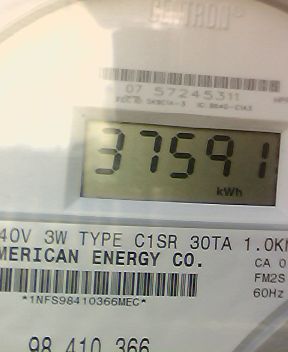 CENTRON®
07 57245311
37591
kWh
40V 3W TYPE C1SR 30TA 1.0K
MERICAN ENERGY CO.
CA 0
FM2S
60Hz
*1NFS98410366MEC*
98 410 366